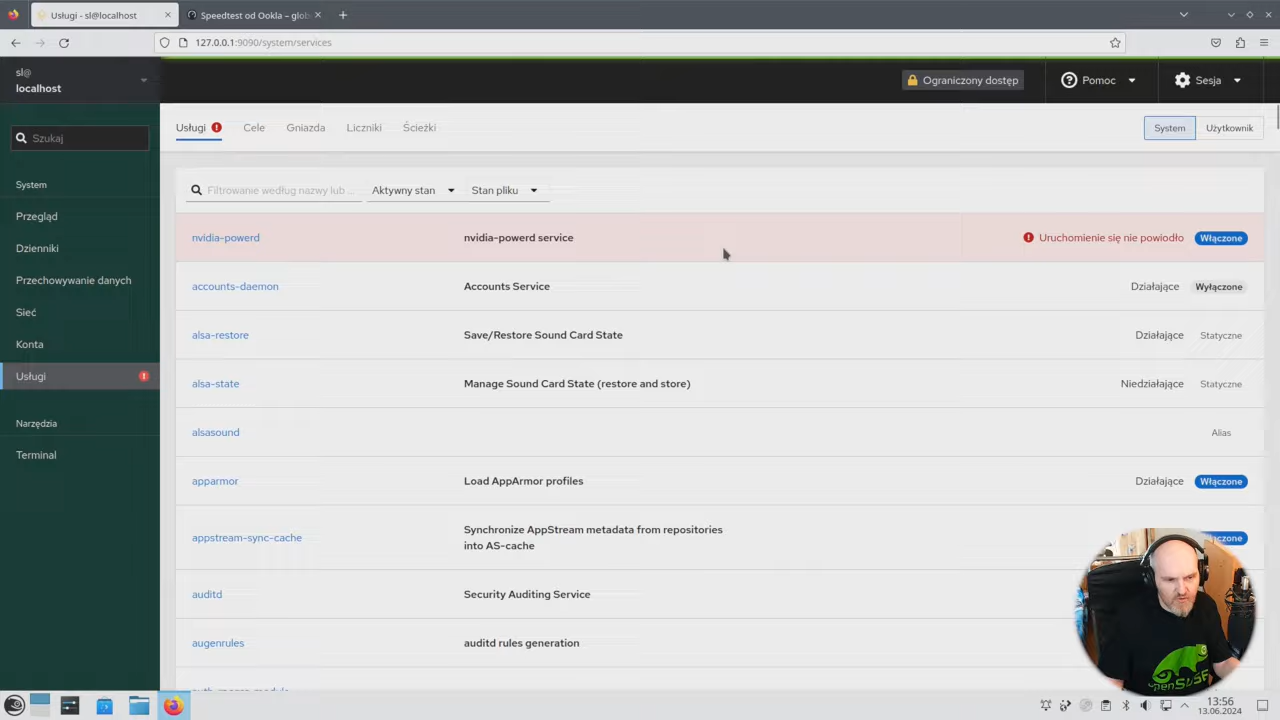 Usługi - sl@localhost
Speedtest od Ookla – glob
127.0.0.1:9090/system/services
sl@
localhost
Ograniczony dostęp
Pomoc
Sesja
Szukaj
System
Przegląd
Dzienniki
Przechowywanie danych
Sieć
Konta
Usługi
Narzędzia
Terminal
Usługi
Cele
Gniazda
Liczniki
Ścieżki
System
Użytkownik
Filtrowanie według nazwy lub ...
Aktywny stan
Stan pliku
nvidia-powerd
nvidia-powerd service
Uruchomienie się nie powiodło
Włączone
accounts-daemon
Accounts Service
Działające
Wyłączone
alsa-restore
Save/Restore Sound Card State
Działające
Statyczne
alsa-state
Manage Sound Card State (restore and store)
Niedziałające
Statyczne
alsasound
Alias
apparmor
Load AppArmor profiles
Działające
Włączone
appstream-sync-cache
Synchronize AppStream metadata from repositories
into AS-cache
auditd
Security Auditing Service
augenrules
auditd rules generation
openSUSE
13:56
13.06.2024